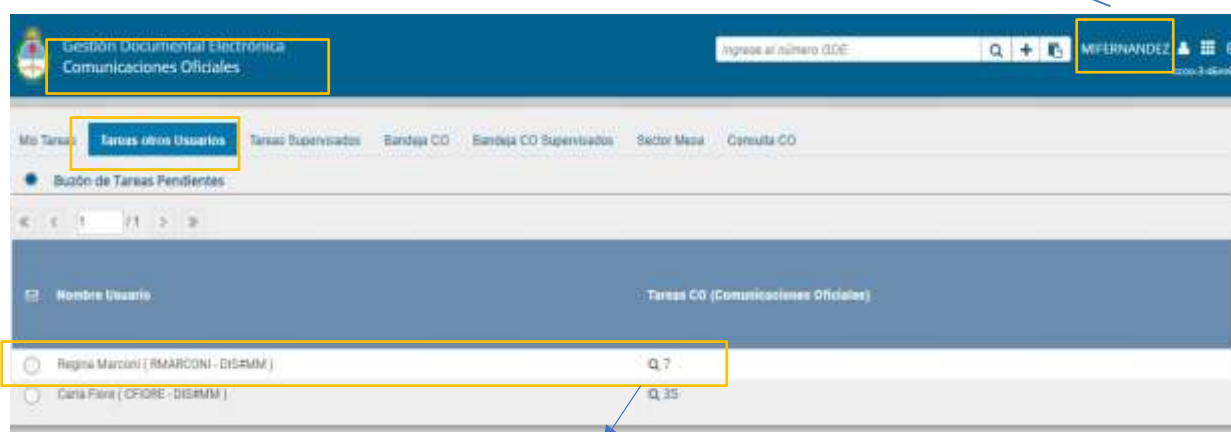 Gestión Documental Electrónica
Comunicaciones Oficiales
Ingrese el número GDE
MIFERNANDEZ
Mis Tareas Tareas otros Usuarios Tareas Supervisados Bandeja CO Bandeja CO Supervisados Sector Mesa Consulta CO
Buzón de Tareas Pendientes
1 /1
Nombre Usuario Tareas CO (Comunicaciones Oficiales)
Regina Marconi ( RMARCONI - DIS#MM ) 7
Carla Fiore ( CFIORE - DIS#MM ) 35